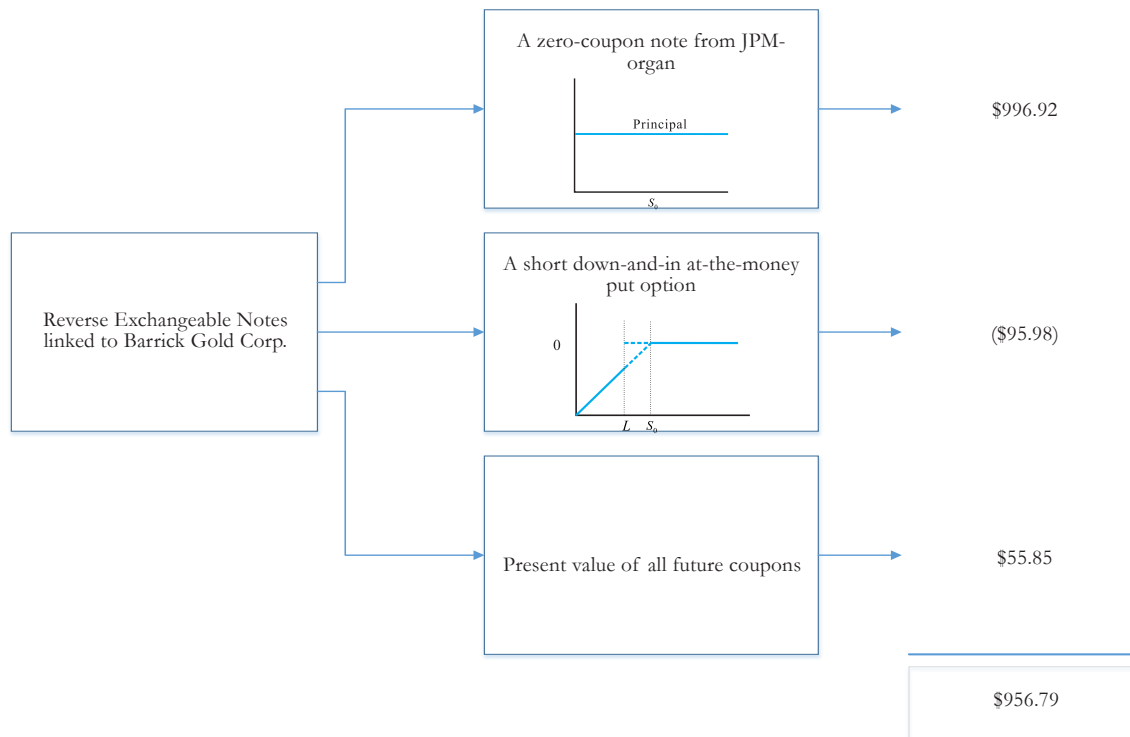 A zero-coupon note from JPM-
organ
Principal
S₀
$996.92
Reverse Exchangeable Notes
linked to Barrick Gold Corp.
A short down-and-in at-the-money
put option
0
L S₀
($95.98)
Present value of all future coupons
$55.85
$956.79